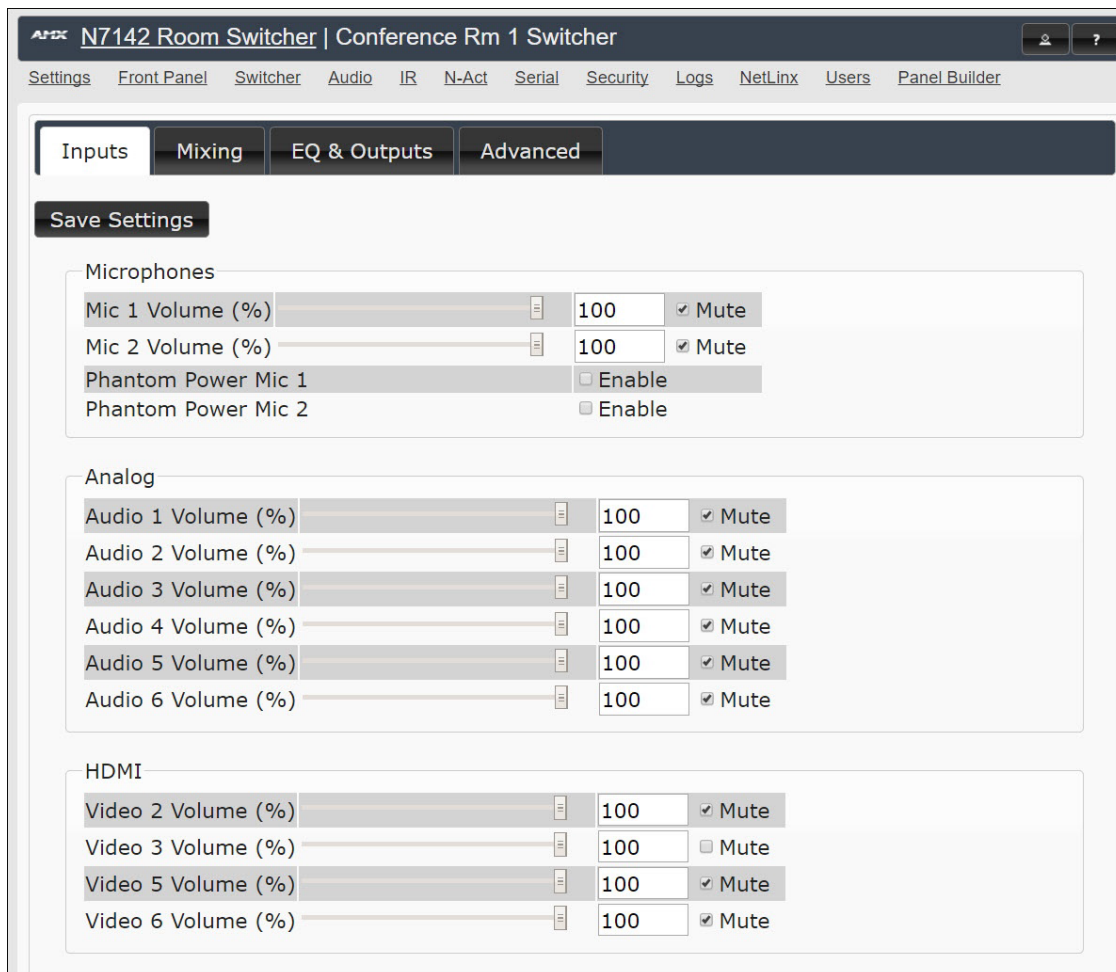 AMX N7142 Room Switcher | Conference Rm 1 Switcher ?
Settings Front Panel Switcher Audio IR N-Act Serial Security Logs NetLinx Users Panel Builder
Inputs Mixing EQ & Outputs Advanced
Save Settings
Microphones
Mic 1 Volume (%) 100 Mute
Mic 2 Volume (%) 100 Mute
Phantom Power Mic 1 Enable
Phantom Power Mic 2 Enable
Analog
Audio 1 Volume (%) 100 Mute
Audio 2 Volume (%) 100 Mute
Audio 3 Volume (%) 100 Mute
Audio 4 Volume (%) 100 Mute
Audio 5 Volume (%) 100 Mute
Audio 6 Volume (%) 100 Mute
HDMI
Video 2 Volume (%) 100 Mute
Video 3 Volume (%) 100 Mute
Video 5 Volume (%) 100 Mute
Video 6 Volume (%) 100 Mute